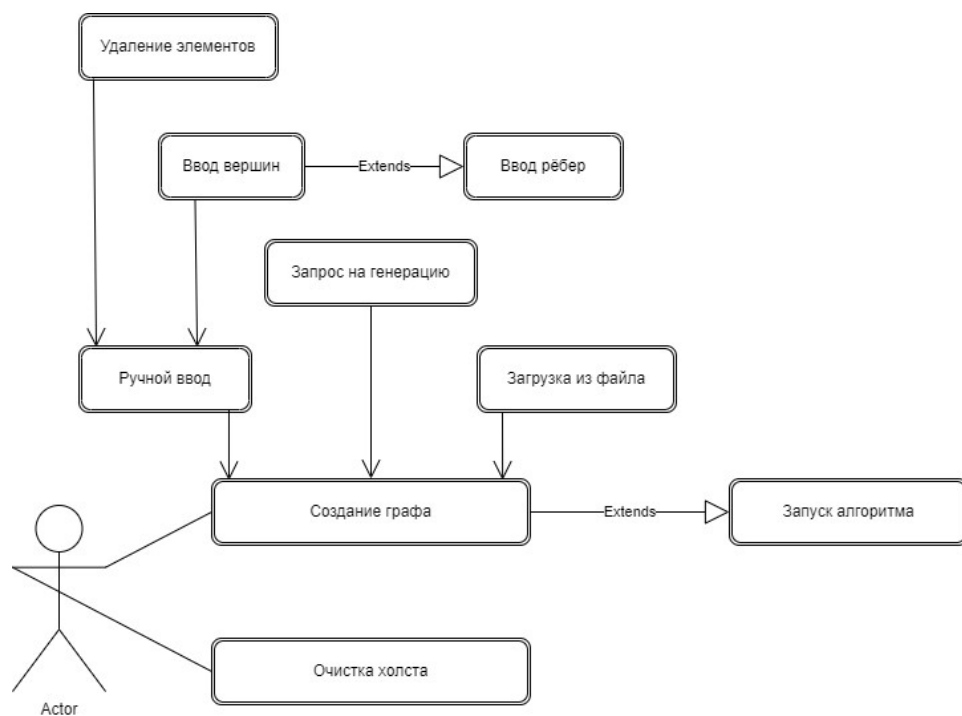 Удаление элементов
Ввод вершин
Extends
Ввод рёбер
Запрос на генерацию
Ручной ввод
Загрузка из файла
Создание графа
Extends
Запуск алгоритма
Очистка холста
Actor